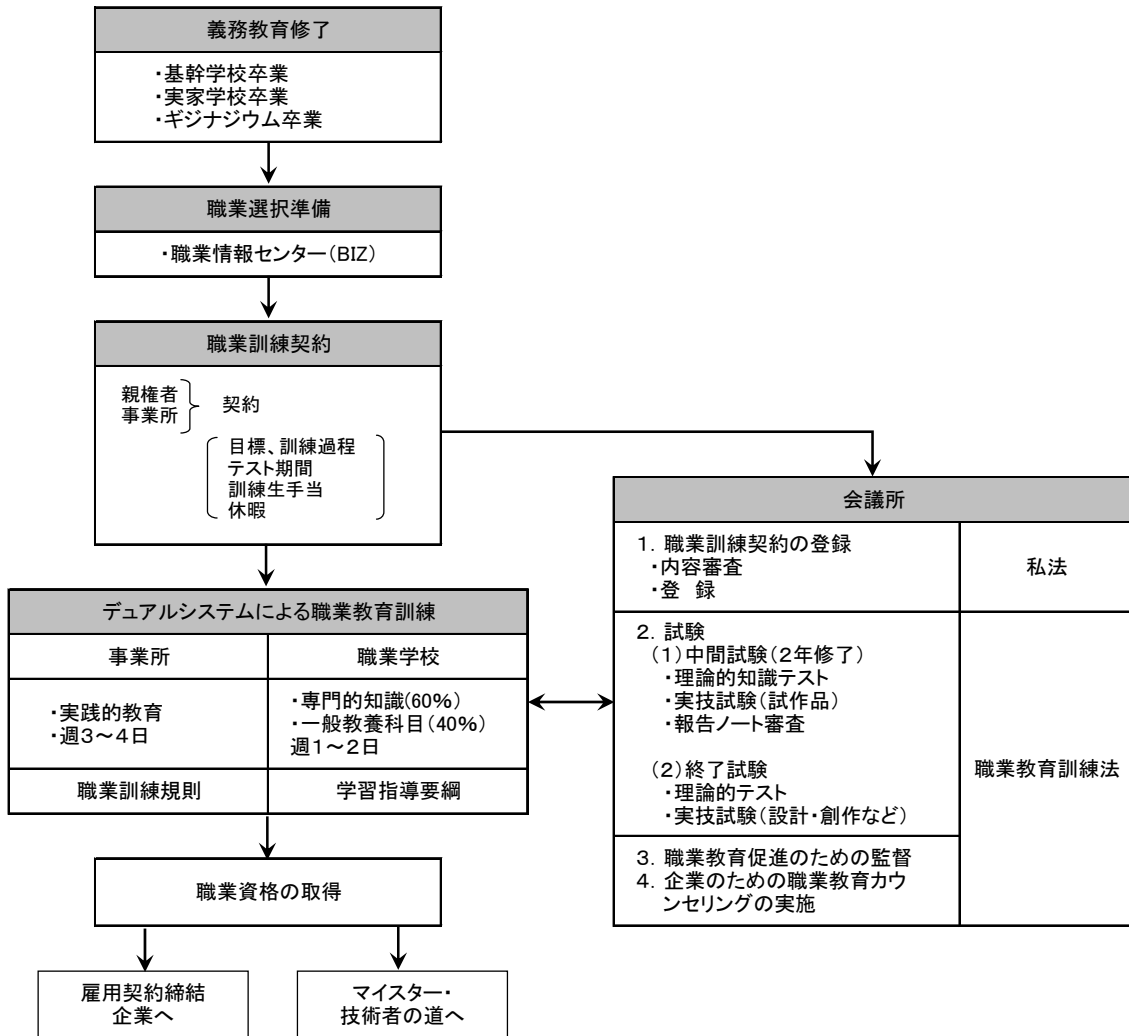 義務教育修了
・基幹学校卒業
・実家学校卒業
・ギジナジウム卒業
職業選択準備
・職業情報センター（BIZ）
職業訓練契約
親権者
事業所
契約
目標、訓練過程
テスト期間
訓練生手当
休暇
会議所
1．職業訓練契約の登録
・内容審査
・登　録
私法
2．試験
（1）中間試験（2年修了）
・理論的知識テスト
・実技試験（試作品）
・報告ノート審査
（2）終了試験
・理論的テスト
・実技試験（設計・創作など）
職業教育訓練法
3．職業教育促進のための監督
4．企業のための職業教育カウ
ンセリングの実施
デュアルシステムによる職業教育訓練
事業所
職業学校
・実践的教育
・週3～4日
・専門的知識(60%)
・一般教養科目(40%)
週1～2日
職業訓練規則
学習指導要綱
職業資格の取得
雇用契約締結
企業へ
マイスター・
技術者の道へ